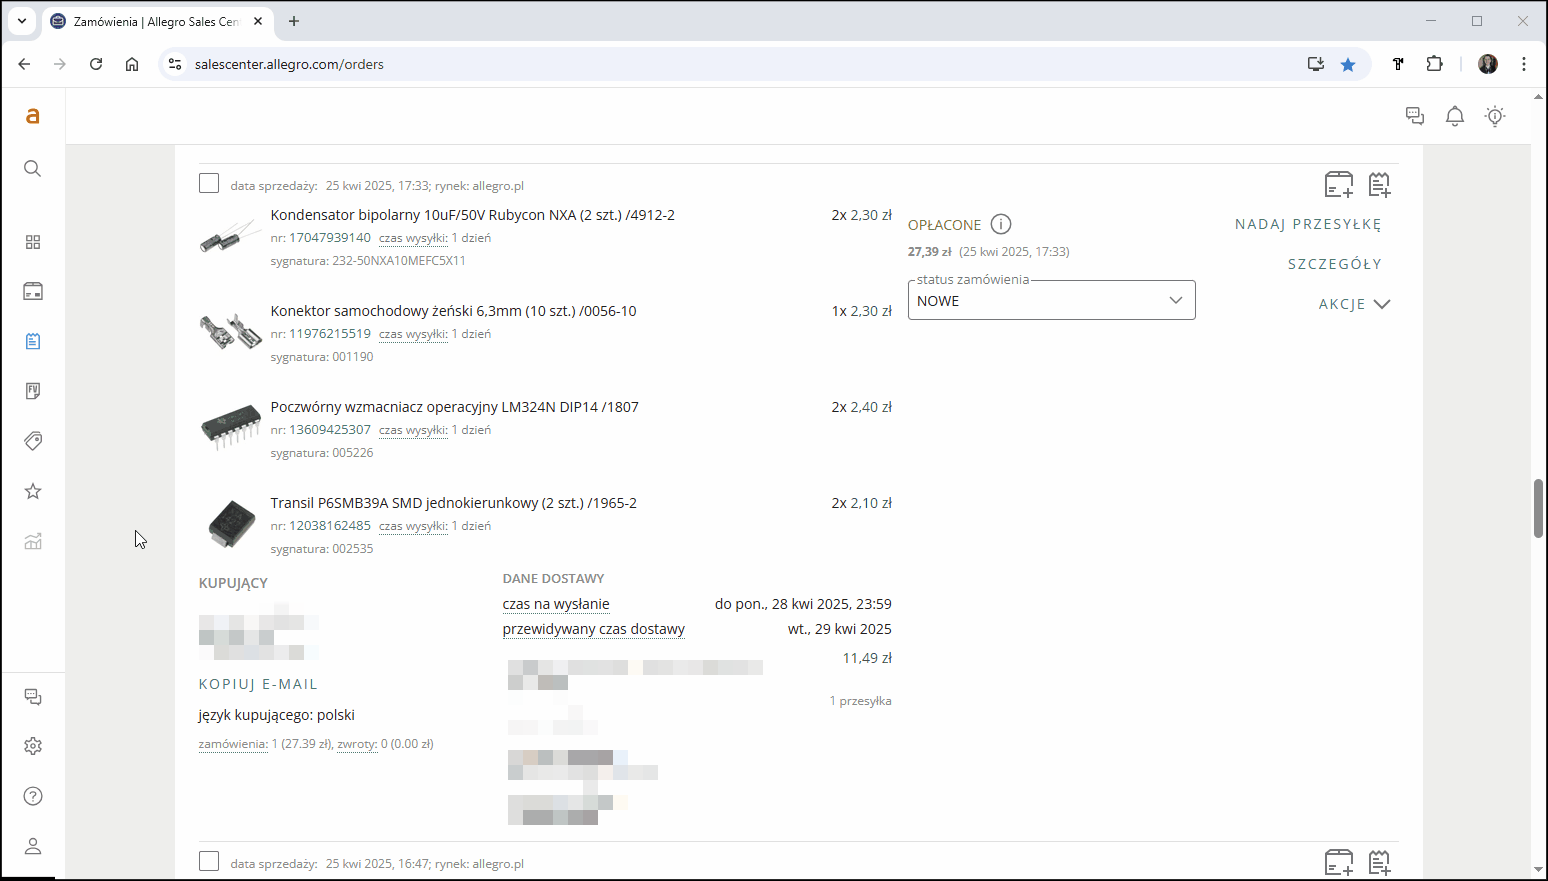 Zamówienia | Allegro Sales Cen
salescenter.allegro.com/orders
a
data sprzedaży: 25 kwi 2025, 17:33; rynek: allegro.pl
Kondensator bipolarny 10uF/50V Rubycon NXA (2 szt.) /4912-2
2x 2,30 zł
nr: 17047939140 czas wysyłki: 1 dzień
sygnatura: 232-50NXA10MEFC5X11
Konektor samochodowy żeński 6,3mm (10 szt.) /0056-10
1x 2,30 zł
nr: 11976215519 czas wysyłki: 1 dzień
sygnatura: 001190
Poczwórny wzmacniacz operacyjny LM324N DIP14 /1807
2x 2,40 zł
nr: 13609425307 czas wysyłki: 1 dzień
sygnatura: 005226
Transil P6SMB39A SMD jednokierunkowy (2 szt.) /1965-2
2x 2,10 zł
nr: 12038162485 czas wysyłki: 1 dzień
sygnatura: 002535
OPŁACONE
27,39 zł (25 kwi 2025, 17:33)
status zamówienia
NOWE
NADAJ PRZESYŁKĘ
SZCZEGÓŁY
AKCJE
KUPUJĄCY
KOPIUJ E-MAIL
język kupującego: polski
zamówienia: 1 (27.39 zł), zwroty: 0 (0.00 zł)
DANE DOSTAWY
czas na wysłanie do pon., 28 kwi 2025, 23:59
przewidywany czas dostawy wt., 29 kwi 2025
11,49 zł
1 przesyłka
data sprzedaży: 25 kwi 2025, 16:47; rynek: allegro.pl
FV